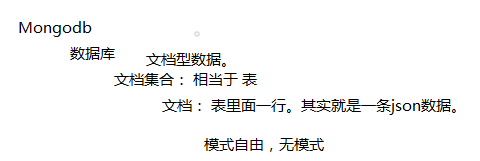 Mongodb
数据库
文档型数据。
文档集合： 相当于 表
文档： 表里面一行。其实就是一条json数据。
模式自由，无模式